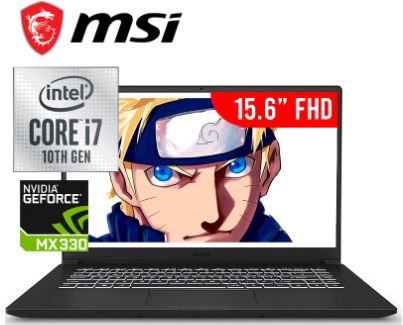 msi
15.6” FHD
intel
CORE i7
10TH GEN
NVIDIA
GEFORCE
MX330